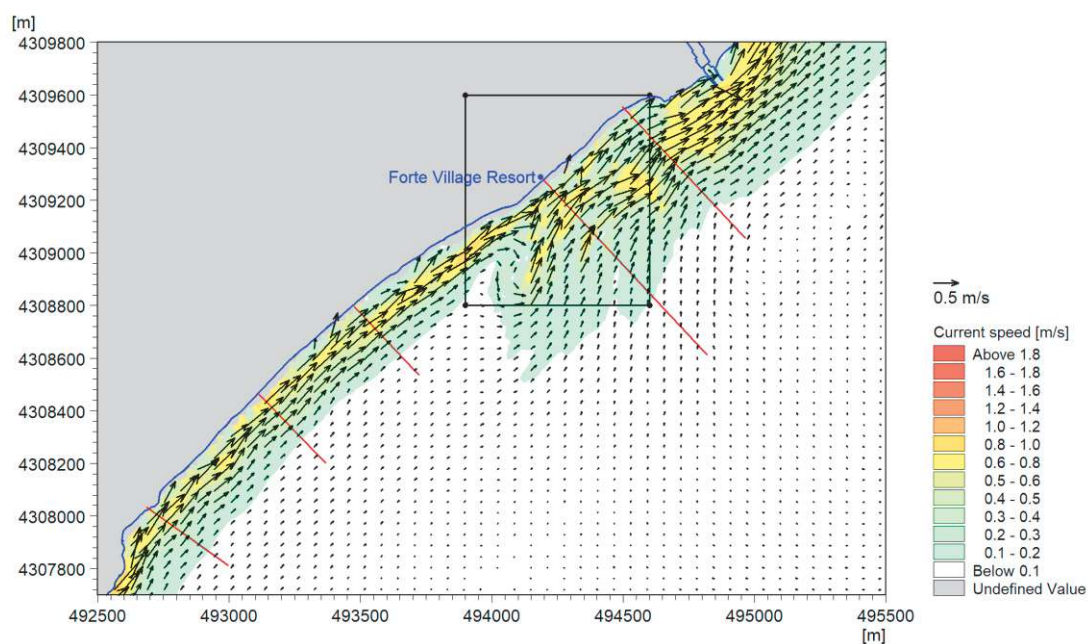 [m]
4309800
4309600
4309400
4309200
4309000
4308800
4308600
4308400
4308200
4308000
4307800
Forte Village Resort
492500 493000 493500 494000 494500 495000 495500
[m]
0.5 m/s
Current speed [m/s]
Above 1.8
1.6 - 1.8
1.4 - 1.6
1.2 - 1.4
1.0 - 1.2
0.8 - 1.0
0.6 - 0.8
0.5 - 0.6
0.4 - 0.5
0.3 - 0.4
0.2 - 0.3
0.1 - 0.2
Below 0.1
Undefined Value